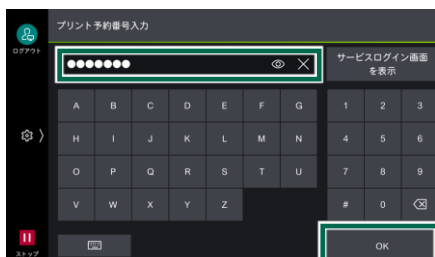 プリント予約番号入力
ログアウト
●●●●●●●
サービスログイン画面
を表示
A B C D E F G 1 2 3
H I J K L M N 4 5 6
O P Q R S T U 7 8 9
V W X Y Z # 0
OK
ストップ